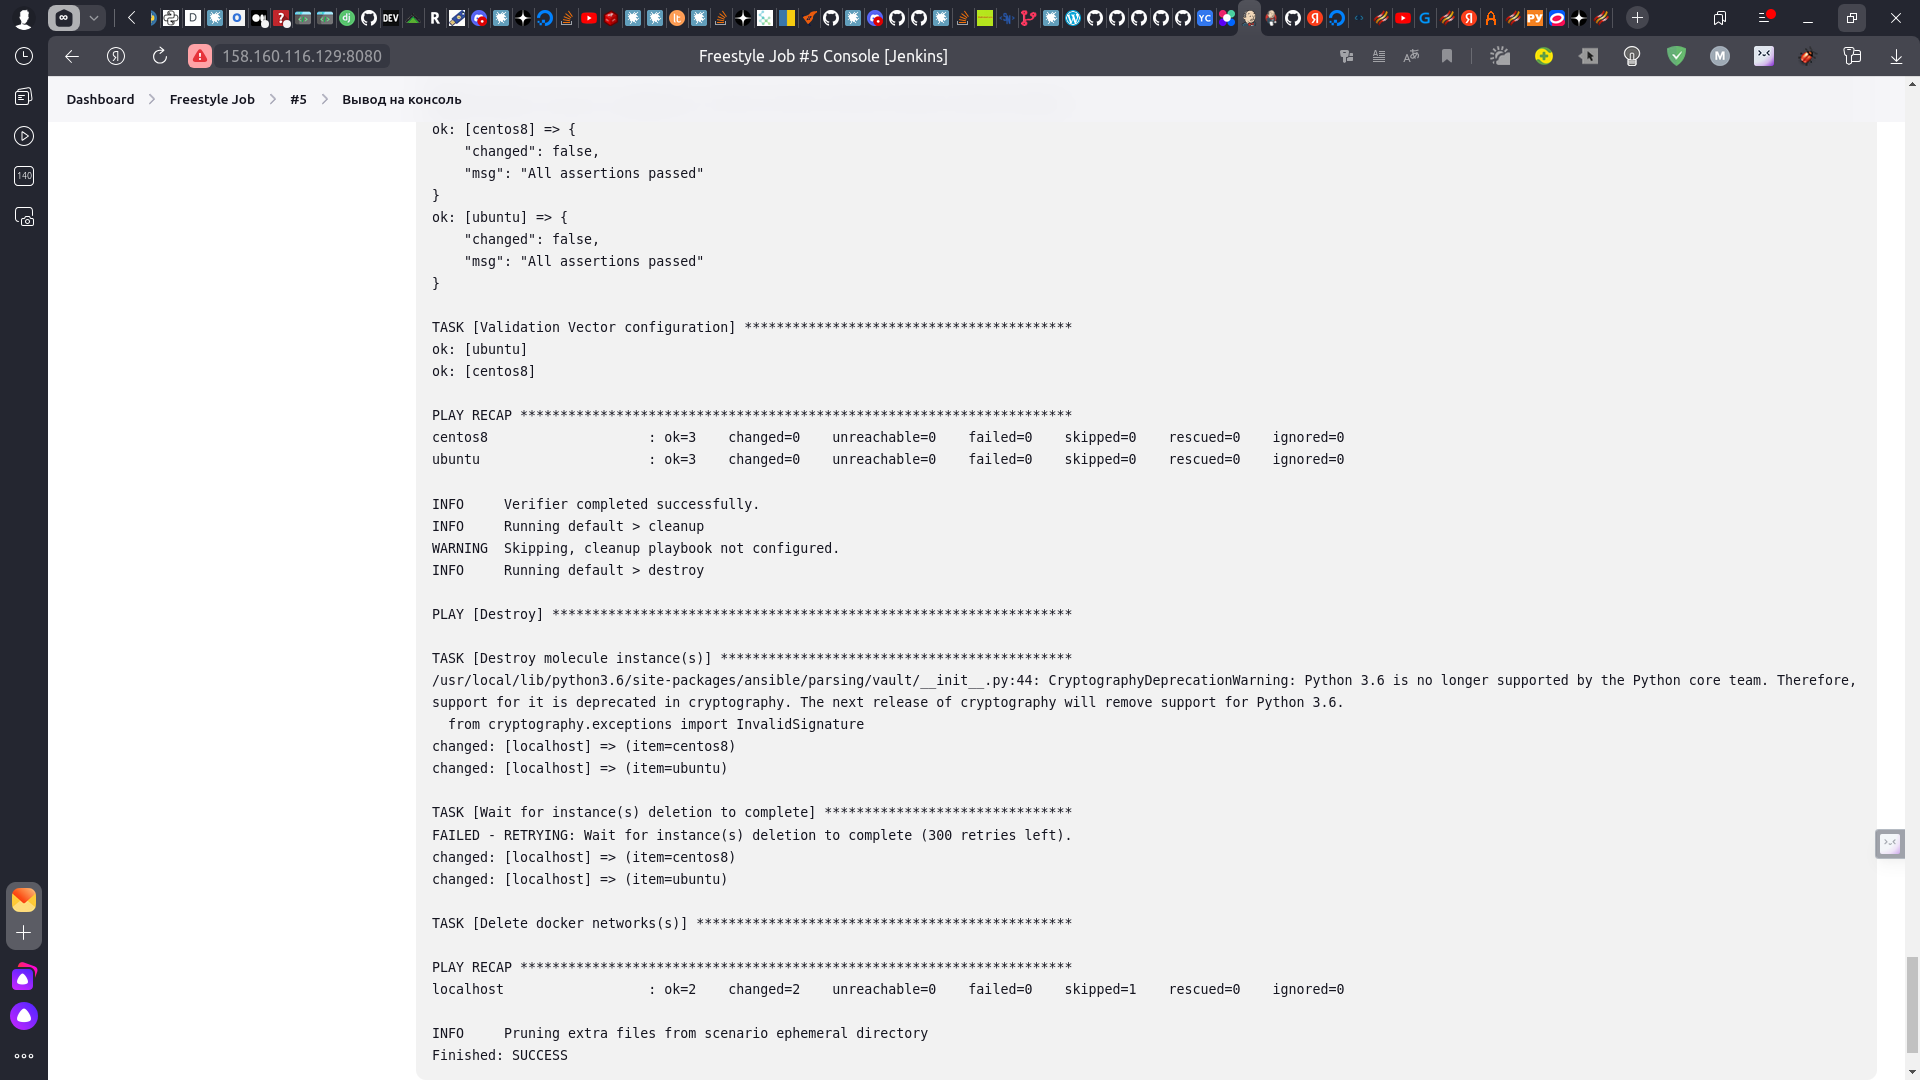 158.160.116.129:8080
Freestyle Job #5 Console [Jenkins]
Dashboard
Freestyle Job
#5
Вывод на консоль
140
ok: [centos8] => {
    "changed": false,
    "msg": "All assertions passed"
}
ok: [ubuntu] => {
    "changed": false,
    "msg": "All assertions passed"
}
TASK [Validation Vector configuration] *****************************************
ok: [ubuntu]
ok: [centos8]
PLAY RECAP *********************************************************************
centos8                    : ok=3    changed=0    unreachable=0    failed=0    skipped=0    rescued=0    ignored=0
ubuntu                     : ok=3    changed=0    unreachable=0    failed=0    skipped=0    rescued=0    ignored=0
INFO     Verifier completed successfully.
INFO     Running default > cleanup
WARNING  Skipping, cleanup playbook not configured.
INFO     Running default > destroy
PLAY [Destroy] *****************************************************************
TASK [Destroy molecule instance(s)] ********************************************
/usr/local/lib/python3.6/site-packages/ansible/parsing/vault/__init__.py:44: CryptographyDeprecationWarning: Python 3.6 is no longer supported by the Python core team. Therefore,
support for it is deprecated in cryptography. The next release of cryptography will remove support for Python 3.6.
  from cryptography.exceptions import InvalidSignature
changed: [localhost] => (item=centos8)
changed: [localhost] => (item=ubuntu)
TASK [Wait for instance(s) deletion to complete] *******************************
FAILED - RETRYING: Wait for instance(s) deletion to complete (300 retries left).
changed: [localhost] => (item=centos8)
changed: [localhost] => (item=ubuntu)
TASK [Delete docker networks(s)] ***********************************************
PLAY RECAP *********************************************************************
localhost                  : ok=2    changed=2    unreachable=0    failed=0    skipped=1    rescued=0    ignored=0
INFO     Pruning extra files from scenario ephemeral directory
Finished: SUCCESS